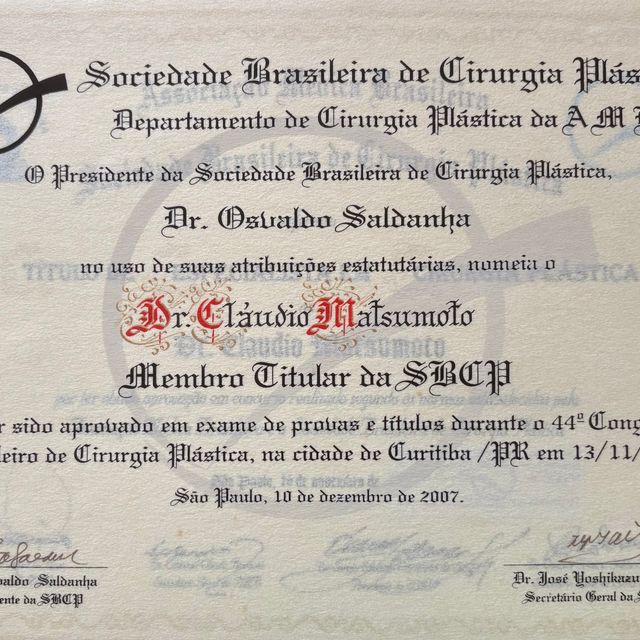 Sociedade Brasileira de Cirurgia Plás
Departamento de Cirurgia Plástica da A M
O Presidente da Sociedade Brasileira de Cirurgia Plástica,
Dr. Osvaldo Saldanha
no uso de suas atribuições estatutárias, nomeia o
Dr. Cláudio Matsumoto
Membro Titular da SBCP
r sido aprovado em exame de provas e títulos durante o 44º Cong
leiro de Cirurgia Plástica, na cidade de Curitiba /PR em 13/11/
São Paulo, 10 de dezembro de 2007.
valdo Saldanha
ente da SBCP
Dr. José Yoshikazu
Secretário Geral da S